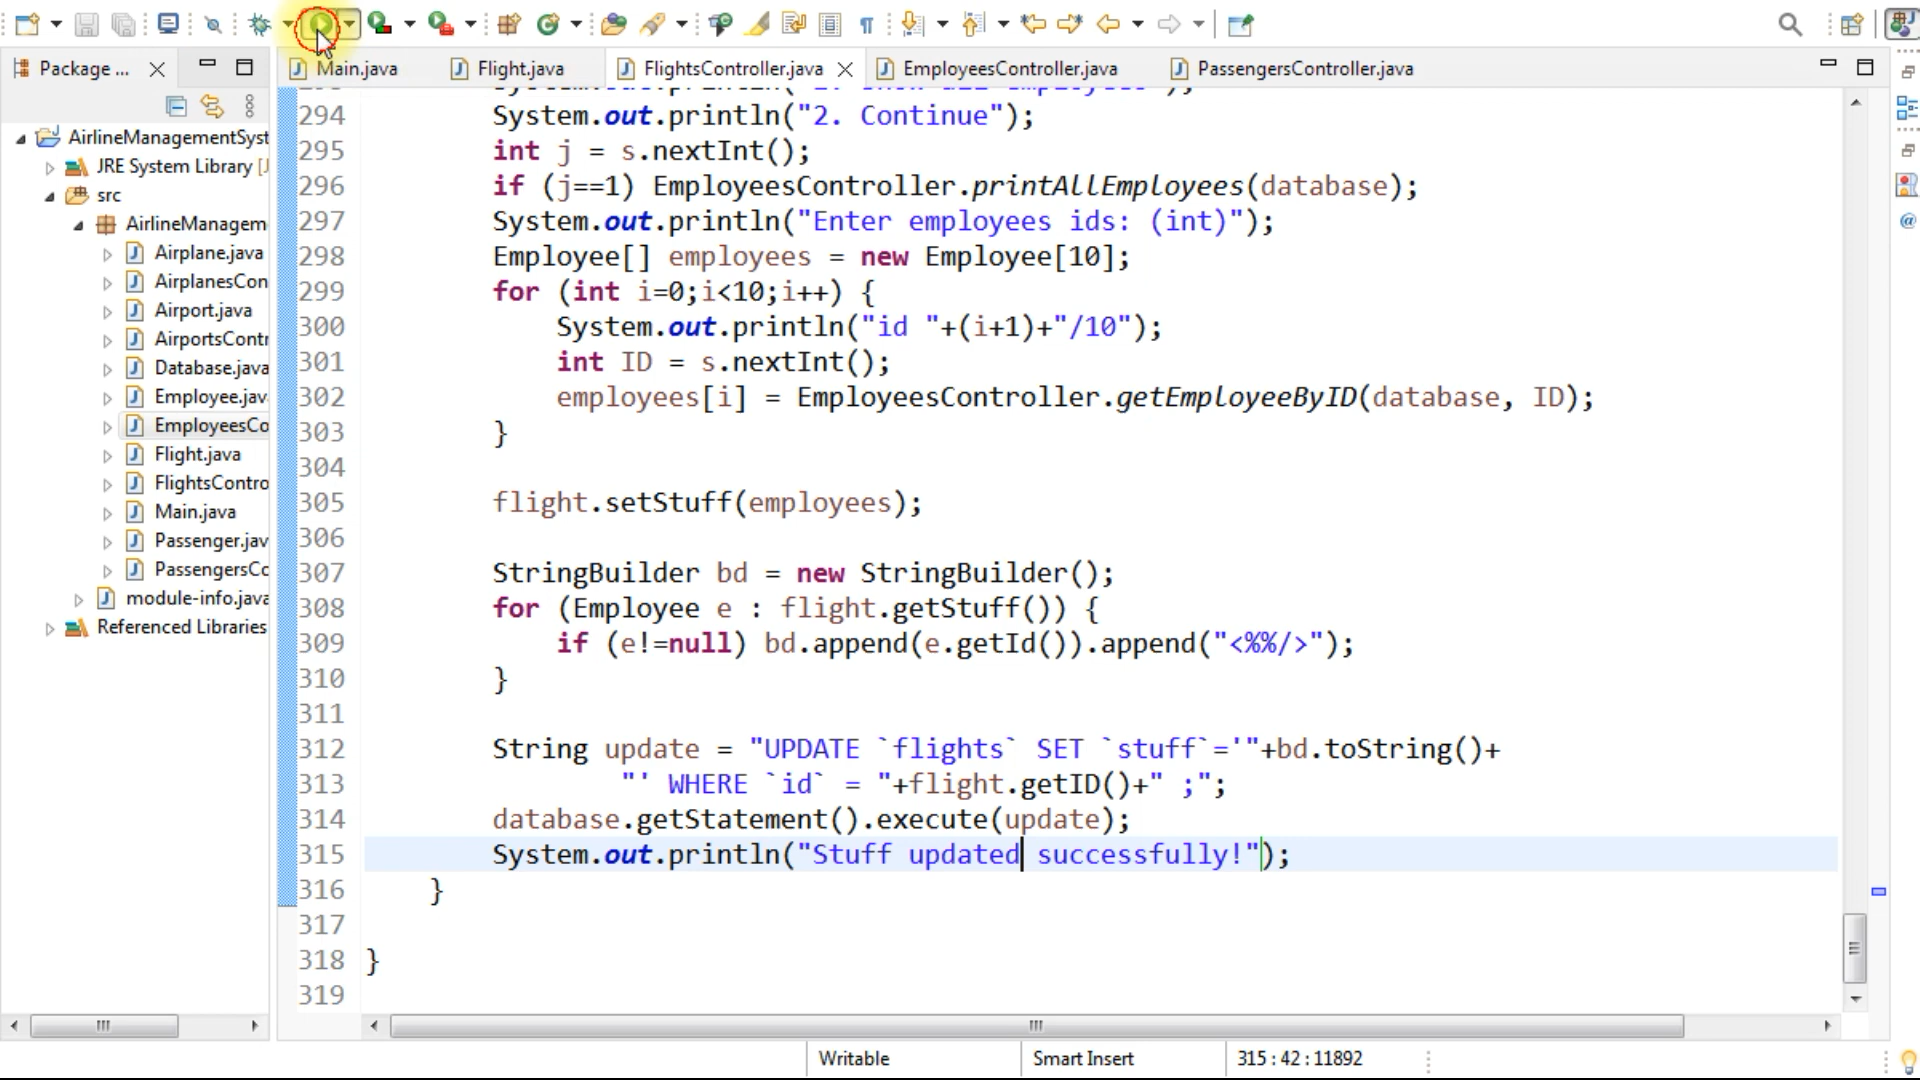 Package ...
Main.java
Flight.java
FlightsController.java
EmployeesController.java
PassengersController.java
AirlineManagementSyst
JRE System Library [J
src
AirlineManagem
Airplane.java
AirplanesCon
Airport.java
AirportsContr
Database.java
Employee.jav
EmployeesCo
Flight.java
FlightsContro
Main.java
Passenger.jav
PassengersCo
module-info.java
Referenced Libraries
294 System.out.println("2. Continue");
295 int j = s.nextInt();
296 if (j==1) EmployeesController.printAllEmployees(database);
297 System.out.println("Enter employees ids: (int)");
298 Employee[] employees = new Employee[10];
299 for (int i=0;i<10;i++) {
300 System.out.println("id "+(i+1)+"/10");
301 int ID = s.nextInt();
302 employees[i] = EmployeesController.getEmployeeByID(database, ID);
303 }
304
305 flight.setStuff(employees);
306
307 StringBuilder bd = new StringBuilder();
308 for (Employee e : flight.getStuff()) {
309 if (e!=null) bd.append(e.getId()).append("<%%/>");
310 }
311
312 String update = "UPDATE `flights` SET `stuff`='"+bd.toString()+
313 "' WHERE `id` = "+flight.getID()+" ;";
314 database.getStatement().execute(update);
315 System.out.println("Stuff updated successfully!");
316 }
317
318 }
319
Writable
Smart Insert
315 : 42 : 11892